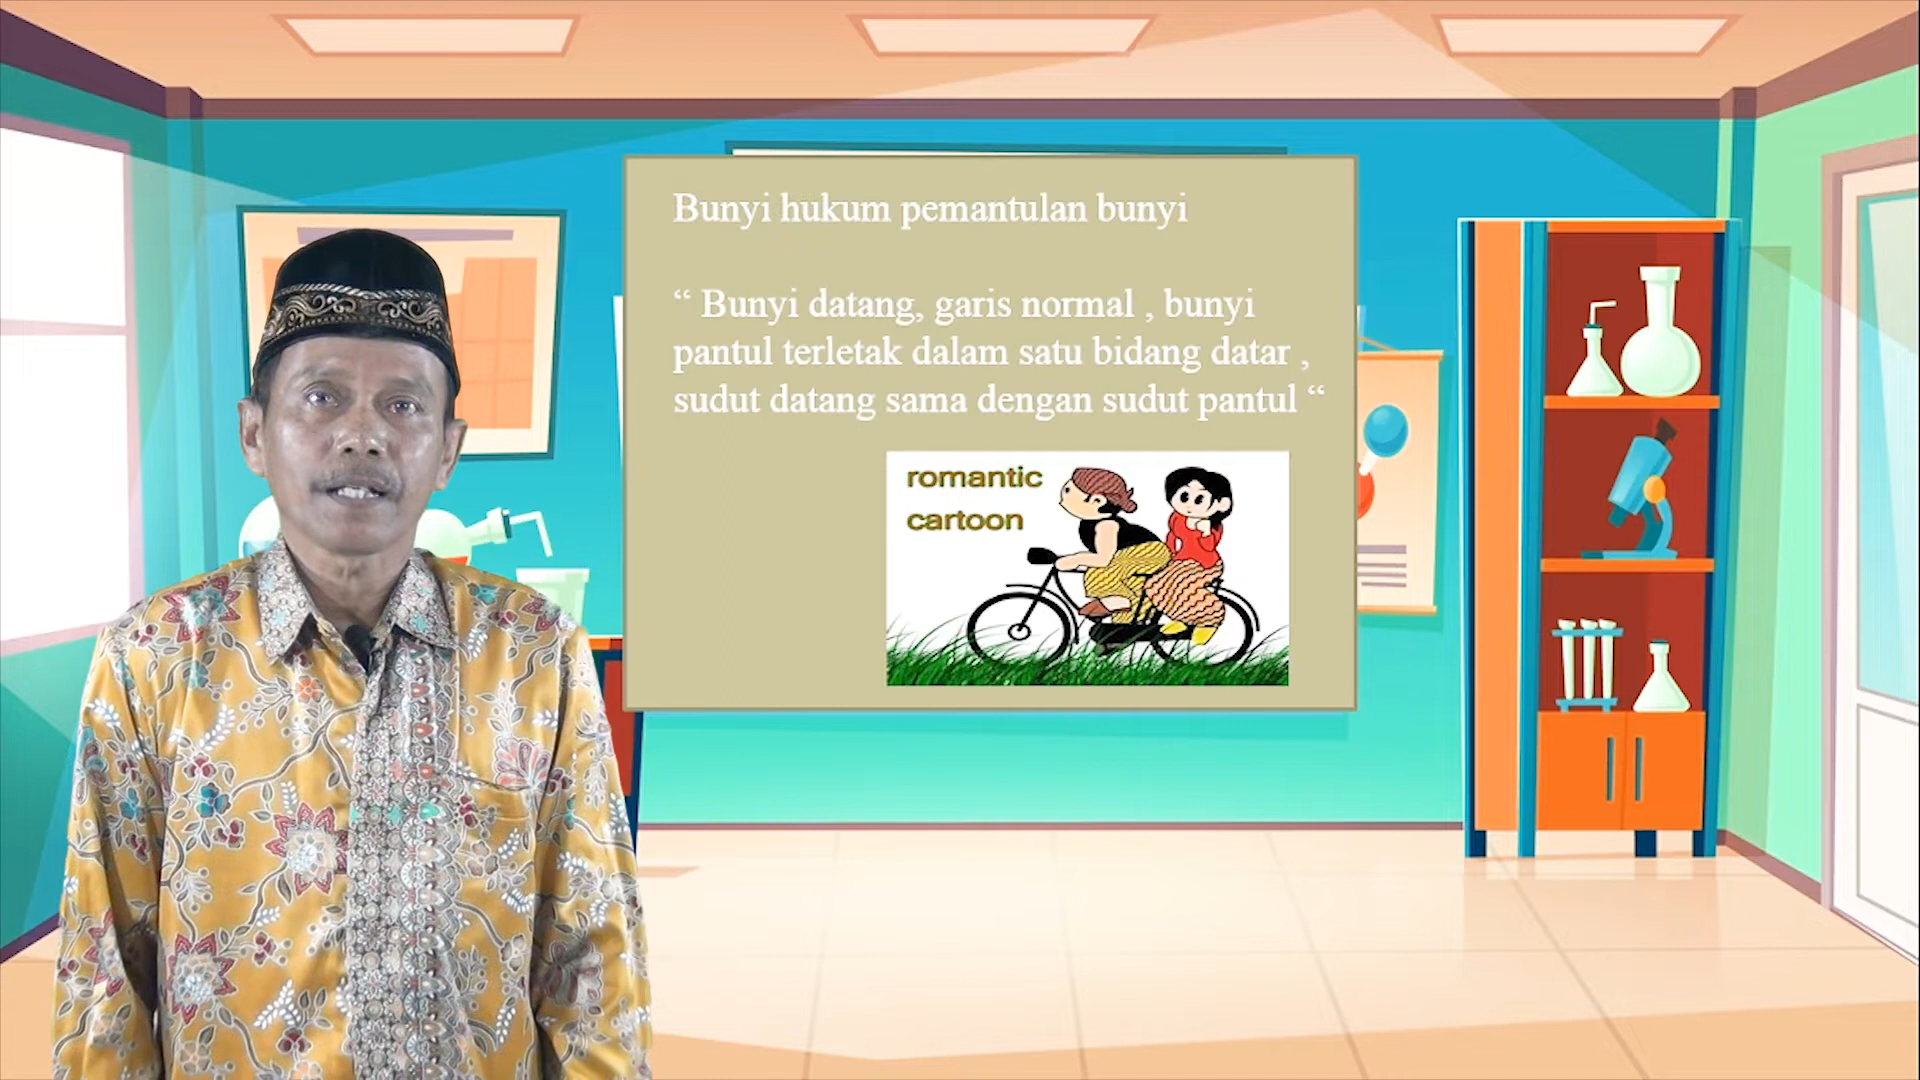 Bunyi hukum pemantulan bunyi
“ Bunyi datang, garis normal , bunyi
pantul terletak dalam satu bidang datar ,
sudut datang sama dengan sudut pantul “
romantic
cartoon